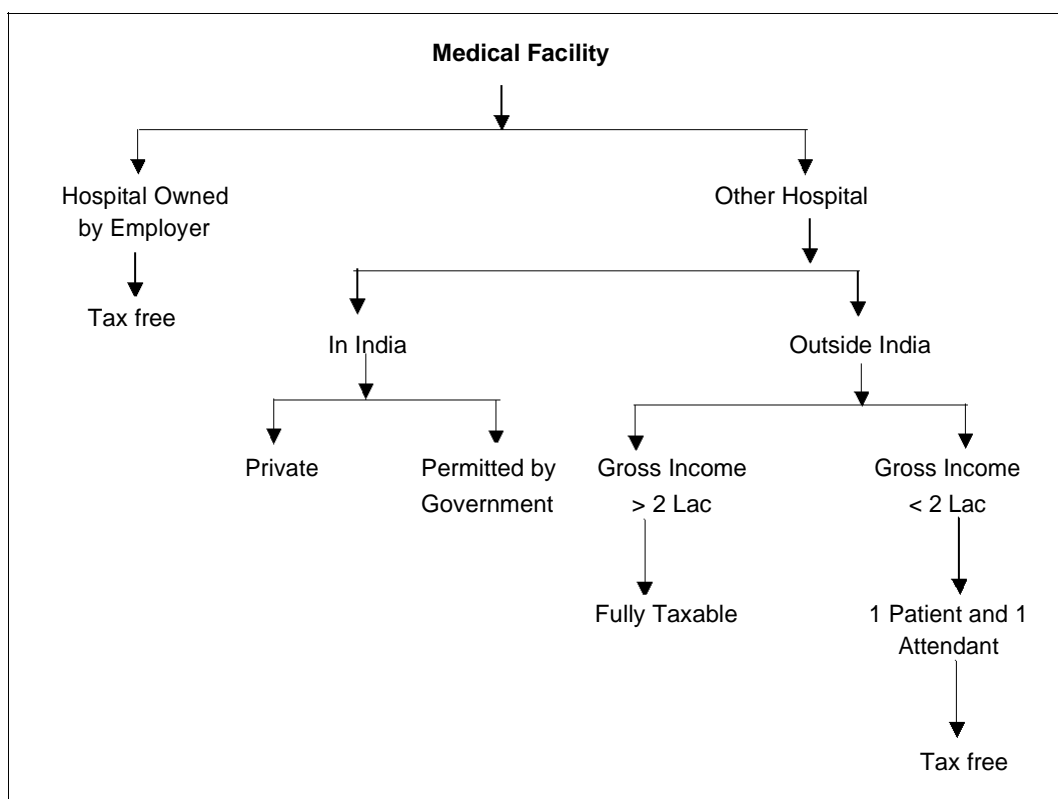 Medical Facility
Hospital Owned
by Employer
Other Hospital
Tax free
In India
Outside India
Private
Permitted by
Government
Gross Income
> 2 Lac
Gross Income
< 2 Lac
Fully Taxable
1 Patient and 1
Attendant
Tax free